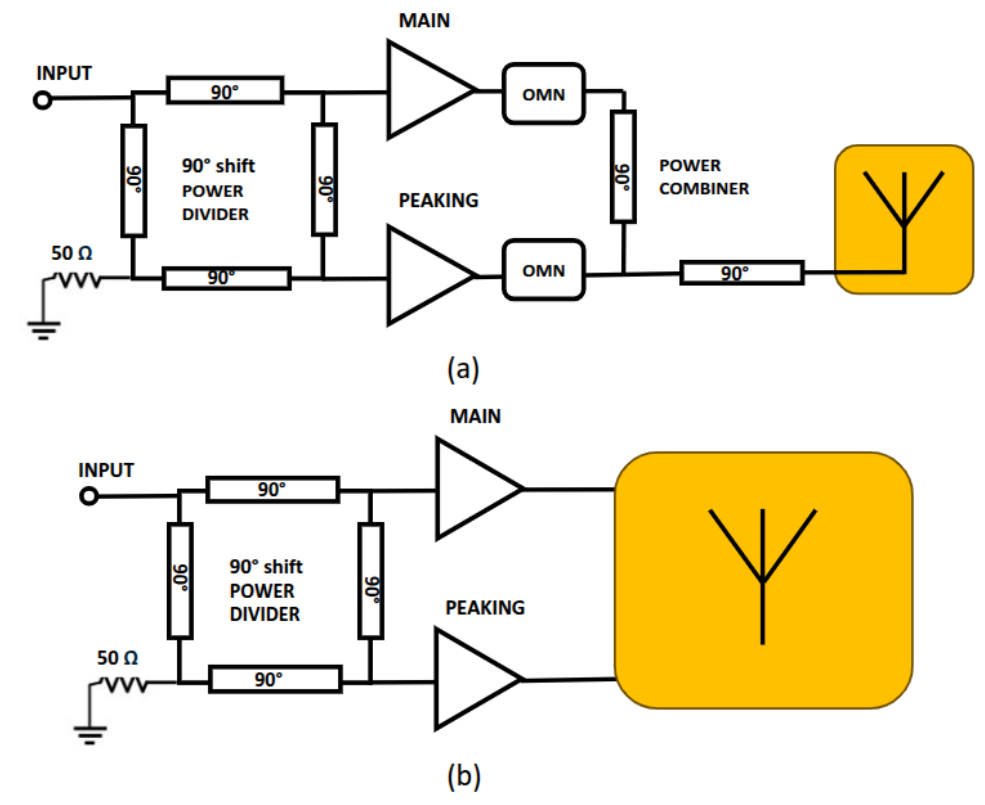 MAIN
INPUT
90°
OMN
90°
90°
90°
90° shift
POWER
DIVIDER
POWER
COMBINER
PEAKING
50 Ω
90°
OMN
90°
(a)
MAIN
INPUT
90°
90°
90°
90° shift
POWER
DIVIDER
PEAKING
50 Ω
90°
(b)